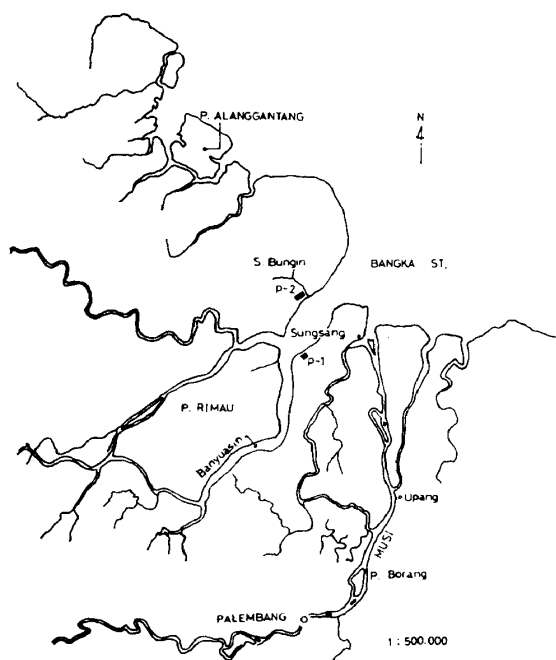 P. ALANGGANTANG
N
S. Bungin
BANGKA ST.
P-2
Sungsang
P-1
P. RIMAU
Banyuasin
Upang
MUSI
P. Borang
PALEMBANG
1 : 500.000